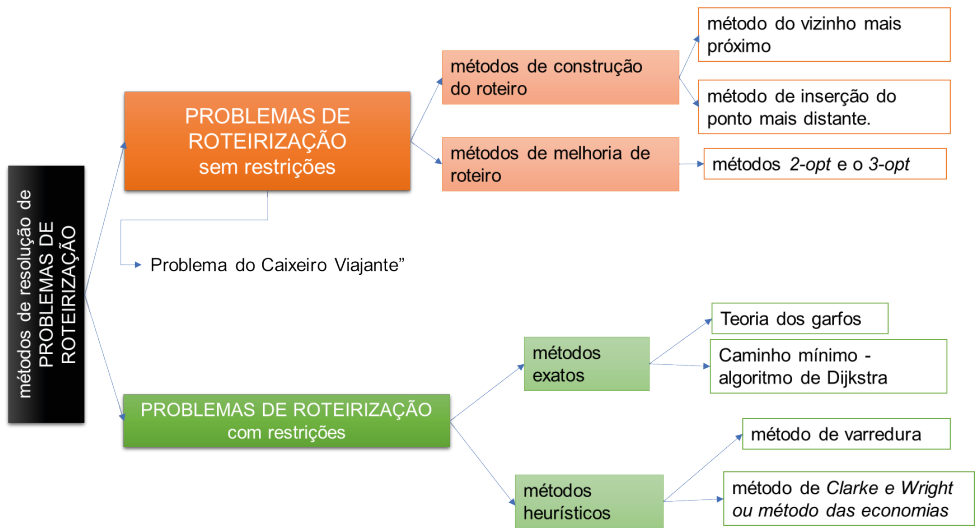 métodos de resolução de
PROBLEMAS DE
ROTEIRIZAÇÃO
PROBLEMAS DE
ROTEIRIZAÇÃO
sem restrições
métodos de construção
do roteiro
método do vizinho mais
próximo
método de inserção do
ponto mais distante.
métodos de melhoria de
roteiro
métodos 2-opt e o 3-opt
Problema do Caixeiro Viajante”
PROBLEMAS DE ROTEIRIZAÇÃO
com restrições
métodos
exatos
Teoria dos garfos
Caminho mínimo -
algoritmo de Dijkstra
métodos
heurísticos
método de varredura
método de Clarke e Wright
ou método das economias